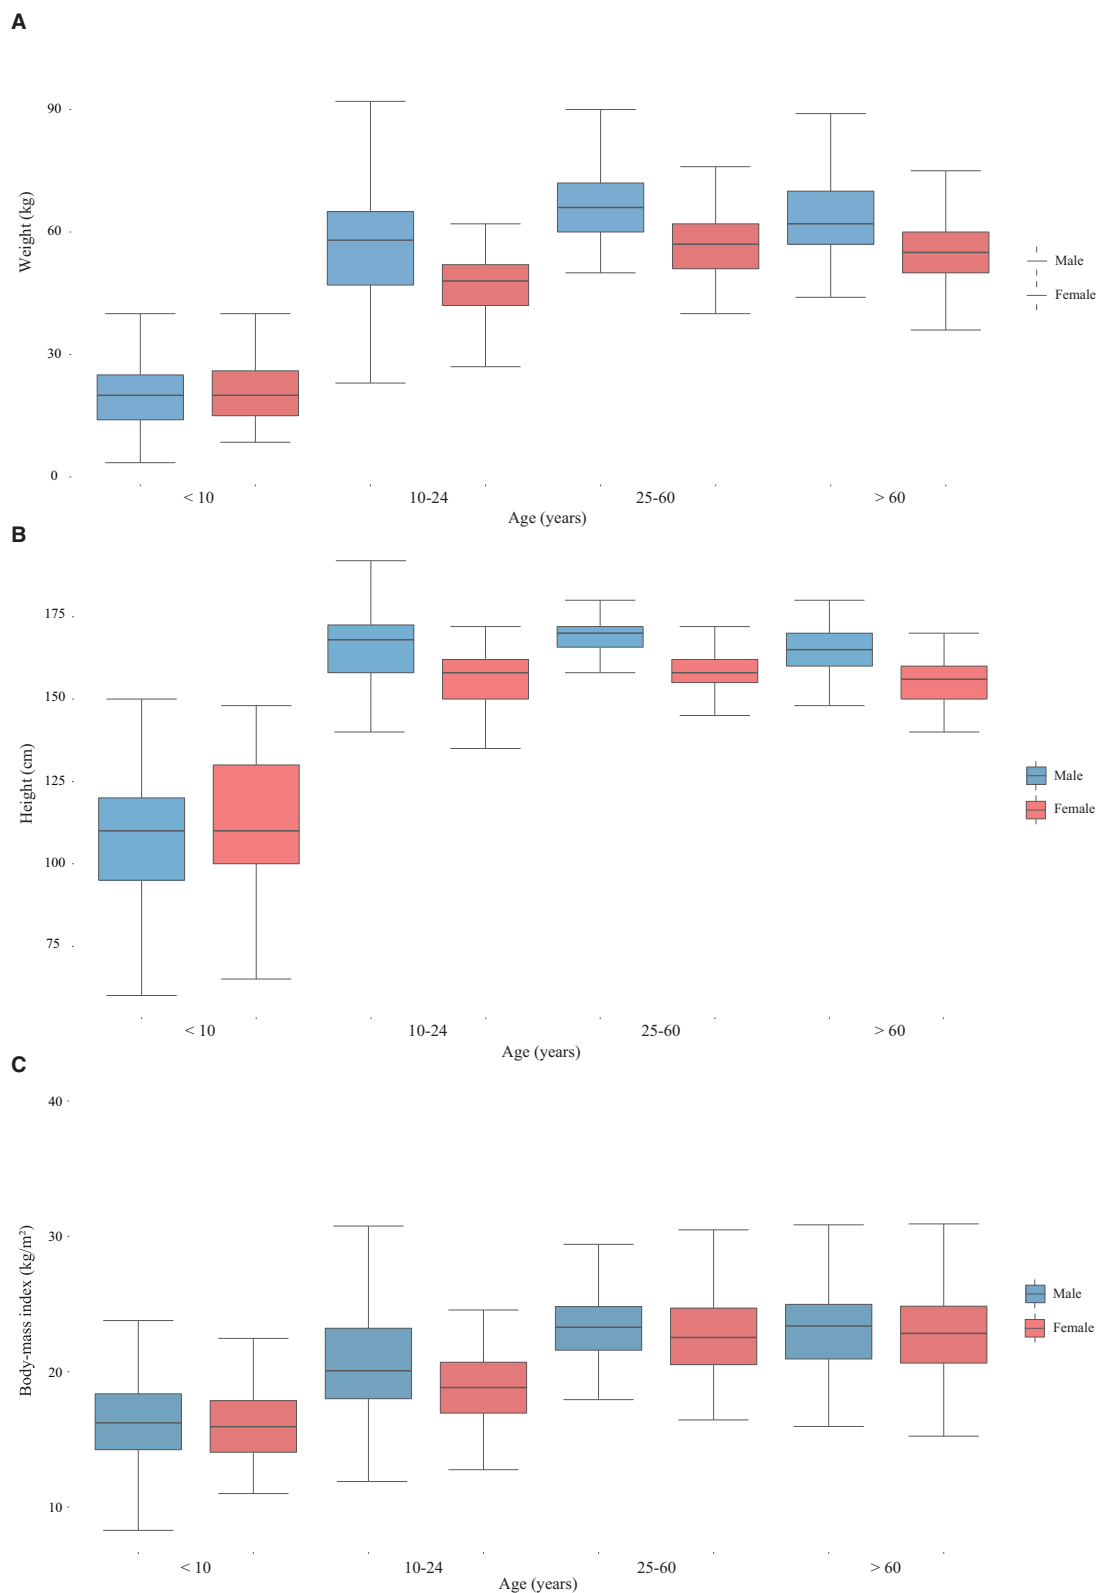 A
90
60
30
0
Weight (kg)
Male
Female
< 10
10-24
25-60
> 60
Age (years)
B
175
150
125
100
75
Height (cm)
Male
Female
< 10
10-24
25-60
> 60
Age (years)
C
40
30
20
10
Body-mass index (kg/m²)
Male
Female
< 10
10-24
25-60
> 60
Age (years)